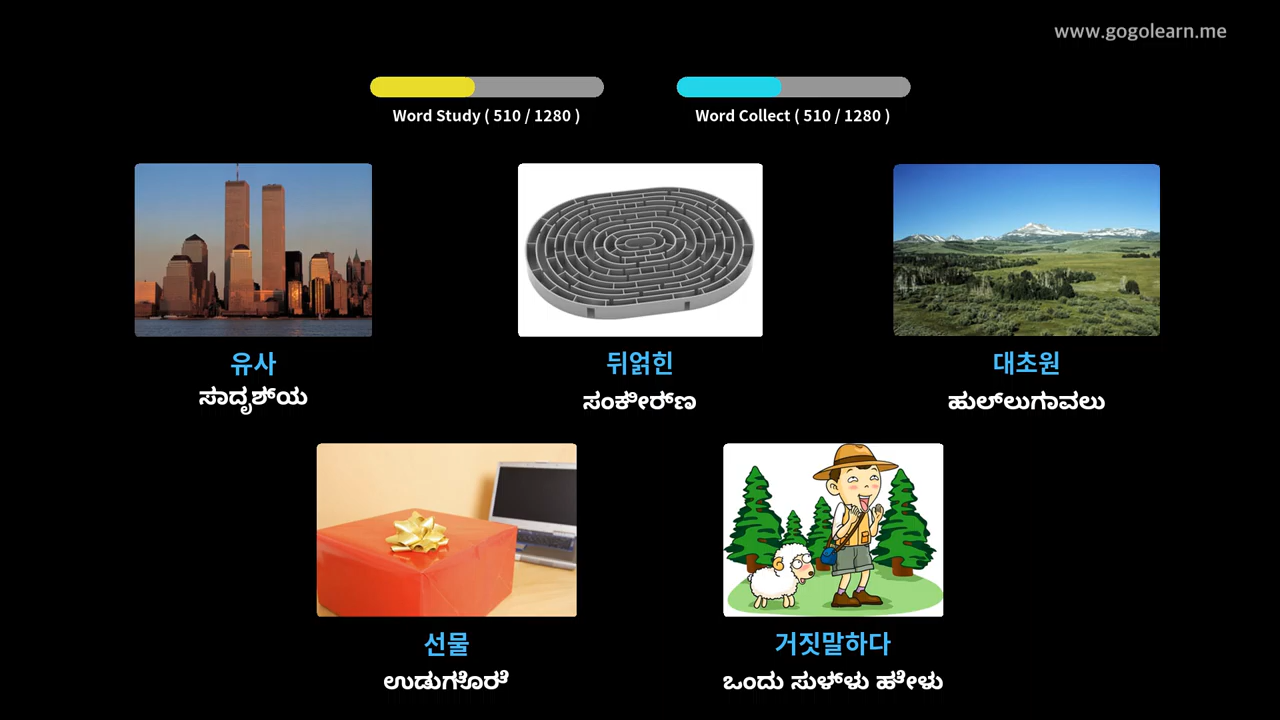 www.gogolearn.me
Word Study ( 510 / 1280 )
Word Collect ( 510 / 1280 )
유사
ಸಾದೃಶ್ಯ
뒤얽힌
ಸಂಕೀರ್ಣ
대초원
ಹುಲ್ಲುಗಾವಲು
선물
ಉಡುಗೊರೆ
거짓말하다
ಒಂದು ಸುಳ್ಳು ಹೇಳು